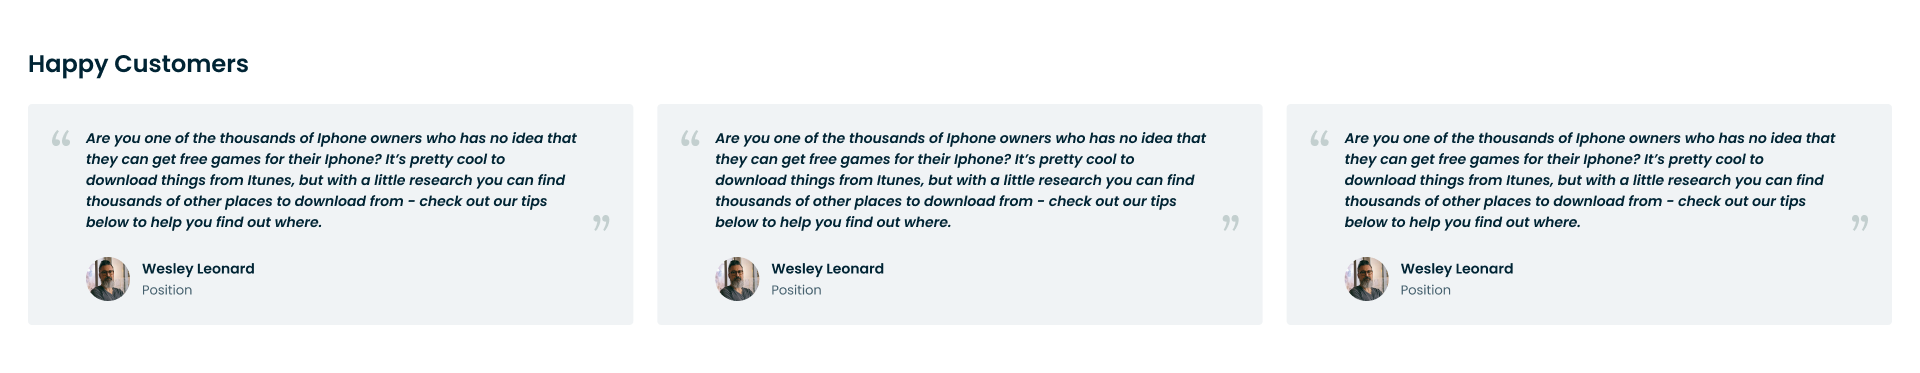 Happy Customers
“ Are you one of the thousands of Iphone owners who has no idea that
they can get free games for their Iphone? It’s pretty cool to
download things from Itunes, but with a little research you can find
thousands of other places to download from - check out our tips
below to help you find out where. ”
Wesley Leonard
Position
“ Are you one of the thousands of Iphone owners who has no idea that
they can get free games for their Iphone? It’s pretty cool to
download things from Itunes, but with a little research you can find
thousands of other places to download from - check out our tips
below to help you find out where. ”
Wesley Leonard
Position
“ Are you one of the thousands of Iphone owners who has no idea that
they can get free games for their Iphone? It’s pretty cool to
download things from Itunes, but with a little research you can find
thousands of other places to download from - check out our tips
below to help you find out where. ”
Wesley Leonard
Position